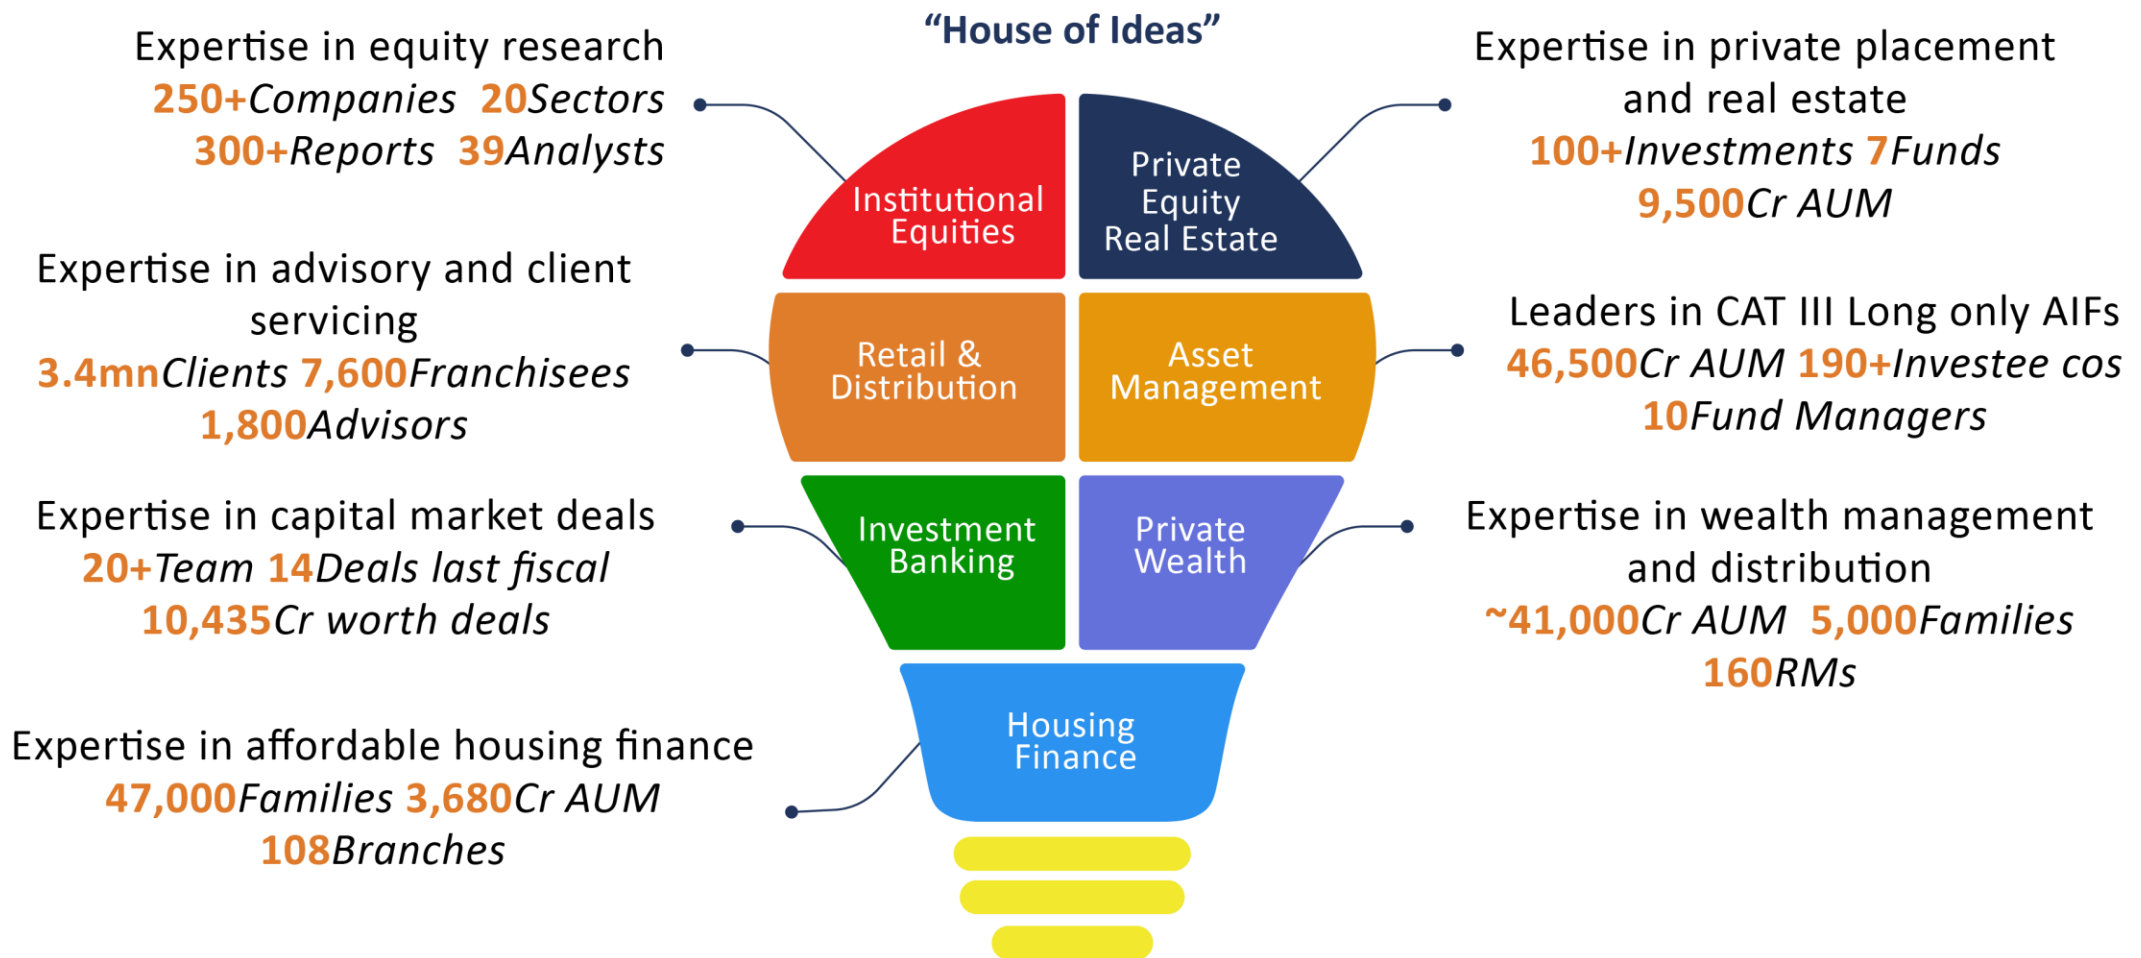 “House of Ideas”
Expertise in equity research
250+Companies 20Sectors
300+Reports 39Analysts
Expertise in advisory and client
servicing
3.4mnClients 7,600Franchisees
1,800Advisors
Expertise in capital market deals
20+Team 14Deals last fiscal
10,435Cr worth deals
Expertise in affordable housing finance
47,000Families 3,680Cr AUM
108Branches
Institutional
Equities
Private
Equity
Real Estate
Retail &
Distribution
Asset
Management
Investment
Banking
Private
Wealth
Housing
Finance
Expertise in private placement
and real estate
100+Investments 7Funds
9,500Cr AUM
Leaders in CAT III Long only AIFs
46,500Cr AUM 190+Investee cos
10Fund Managers
Expertise in wealth management
and distribution
~41,000Cr AUM 5,000Families
160RMs